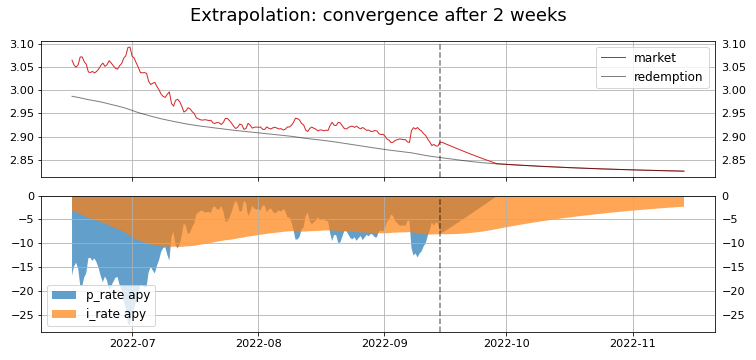 Extrapolation: convergence after 2 weeks
3.10 3.10
3.05 3.05
3.00 3.00
2.95 2.95
2.90 2.90
2.85 2.85
market
redemption
0 0
−5 −5
−10 −10
−15 −15
−20 −20
−25 −25
p_rate apy
i_rate apy
2022-07 2022-08 2022-09 2022-10 2022-11